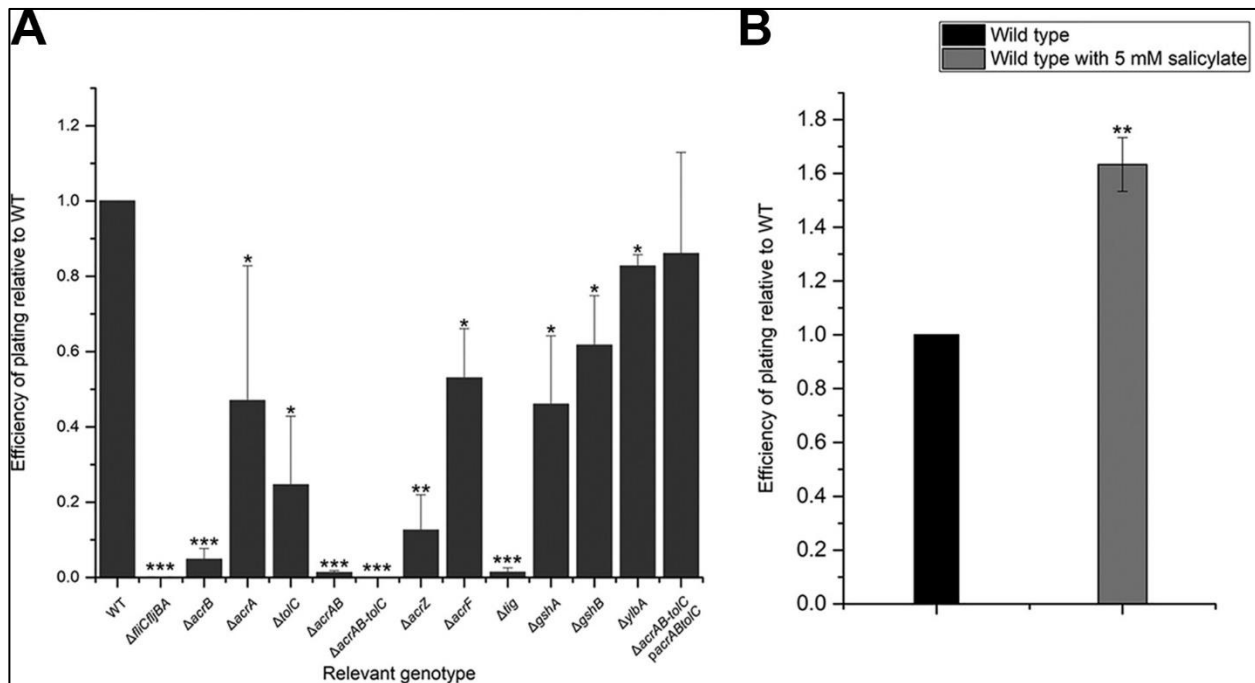 A
Efficiency of plating relative to WT
1.2
1.0
0.8
0.6
0.4
0.2
0.0
***
***
*
*
***
***
**
*
***
*
*
*
WT
ΔfliCfljBA
ΔacrB
ΔacrA
ΔtolC
ΔacrAB
ΔacrAB-tolC
ΔacrZ
ΔacrF
Δtig
ΔgshA
ΔgshB
ΔylbA
ΔacrAB-tolC
pacrABtolC
Relevant genotype
B
Wild type
Wild type with 5 mM salicylate
Efficiency of plating relative to WT
1.8
1.6
1.4
1.2
1.0
0.8
0.6
0.4
0.2
0.0
**